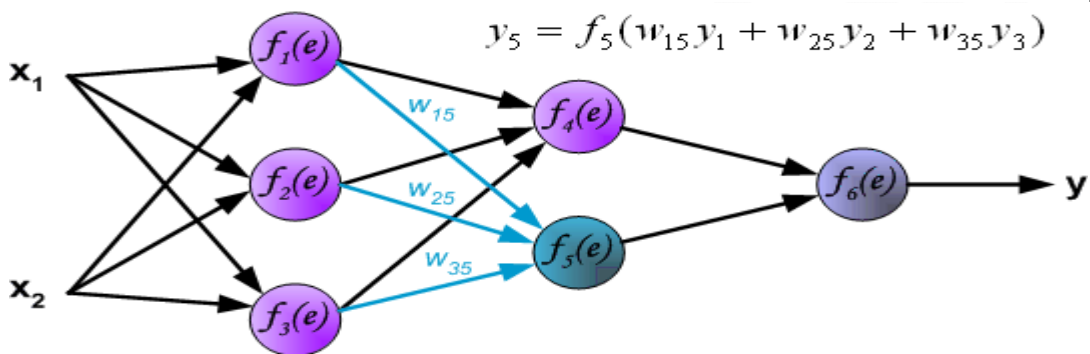 y5 = f5(w15y1 + w25y2 + w35y3)
f1(e)
x1
w15
f4(e)
f2(e)
w25
f6(e)
y
f5(e)
w35
x2
f3(e)